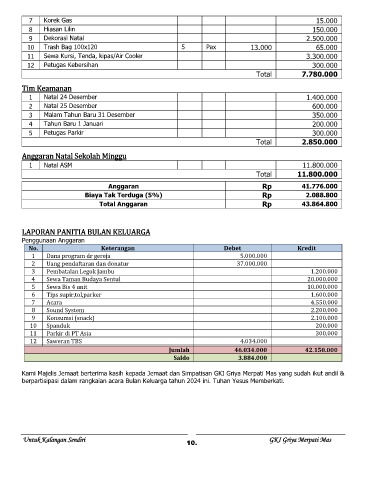 7 Korek Gas 15.000
8 Hiasan Lilin 150.000
9 Dekorasi Natal 2.500.000
10 Trash Bag 100x120 5 Pax 13.000 65.000
11 Sewa Kursi, Tenda, kipas/Air Cooler 3.300.000
12 Petugas Kebersihan 300.000
Total 7.780.000
Tim Keamanan
1 Natal 24 Desember 1.400.000
2 Natal 25 Desember 600.000
3 Malam Tahun Baru 31 Desember 350.000
4 Tahun Baru 1 Januari 200.000
5 Petugas Parkir 300.000
Total 2.850.000
Anggaran Natal Sekolah Minggu
1 Natal ASM 11.800.000
Total 11.800.000
Anggaran Rp 41.776.000
Biaya Tak Terduga (5%) Rp 2.088.800
Total Anggaran Rp 43.864.800
LAPORAN PANITIA BULAN KELUARGA
Penggunaan Anggaran
No. Keterangan Debet Kredit
1 Dana program dr gereja 5.000.000
2 Uang pendaftaran dan donatur 37.000.000
3 Pembatalan Legok Jambu 1.200.000
4 Sewa Taman Budaya Sentul 20.000.000
5 Sewa Bis 4 unit 10.000.000
6 Tips supir,tol,parker 1.600.000
7 Acara 4.550.000
8 Sound System 2.200.000
9 Konsumsi (snack) 2.100.000
10 Spanduk 200.000
11 Parkir di PT Asia 300.000
12 Saweran TBS 4.034.000
Jumlah 46.034.000 42.150.000
Saldo 3.884.000
Kami Majelis Jemaat berterima kasih kepada Jemaat dan Simpatisan GKJ Griya Merpati Mas yang sudah ikut andil &
berpartisipasi dalam rangkaian acara Bulan Keluarga tahun 2024 ini. Tuhan Yesus Memberkati.
Untuk Kalangan Sendiri 10. GKJ Griya Merpati Mas